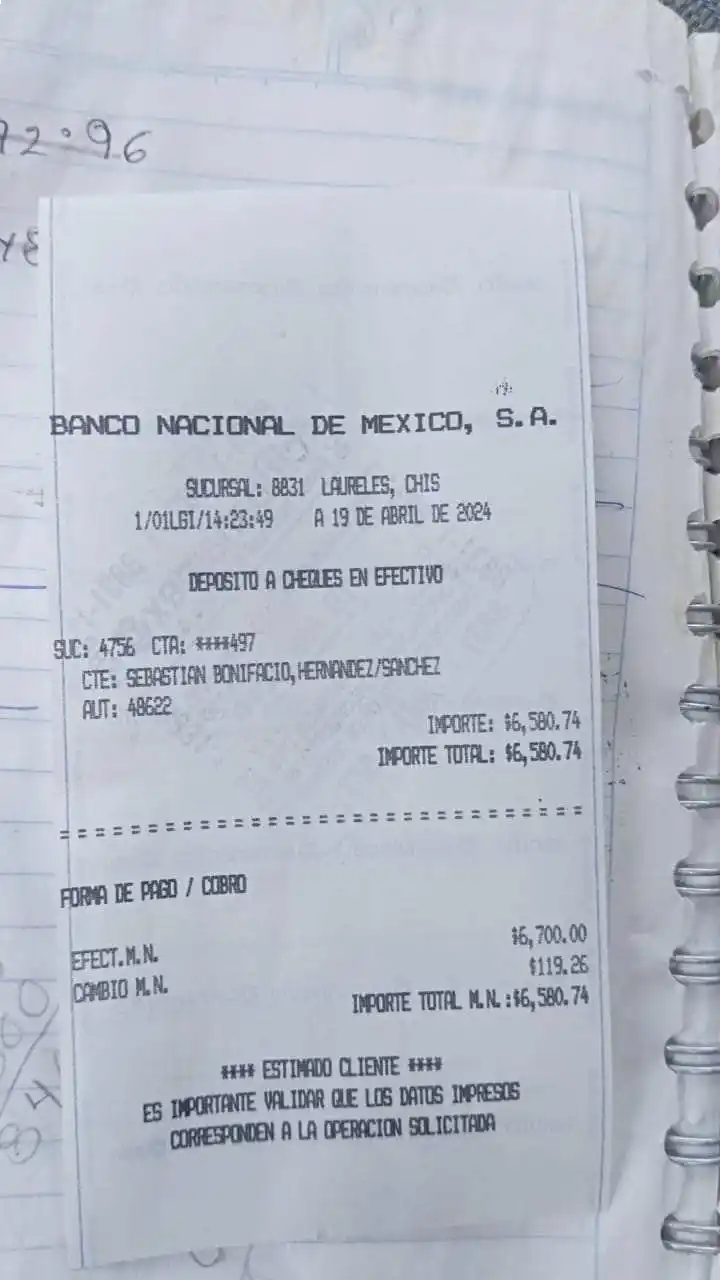 72.96
BANCO NACIONAL DE MEXICO, S.A.
SUCURSAL: 8831 LAURELES, CHIS
1/01LGI/14:23:49 A 19 DE ABRIL DE 2024
DEPOSITO A CHEQUES EN EFECTIVO
SUC: 4756 CTA: ****497
CTE: SEBASTIAN BONIFACIO,HERNANDEZ/SANCHEZ
AUT: 48622
IMPORTE: $6,580.74
IMPORTE TOTAL: $6,580.74
================================
FORMA DE PAGO / COBRO
EFECT.M.N. $6,700.00
CAMBIO M.N. $119.26
IMPORTE TOTAL M.N.:$6,580.74
**** ESTIMADO CLIENTE ****
ES IMPORTANTE VALIDAR QUE LOS DATOS IMPRESOS
CORRESPONDEN A LA OPERACION SOLICITADA